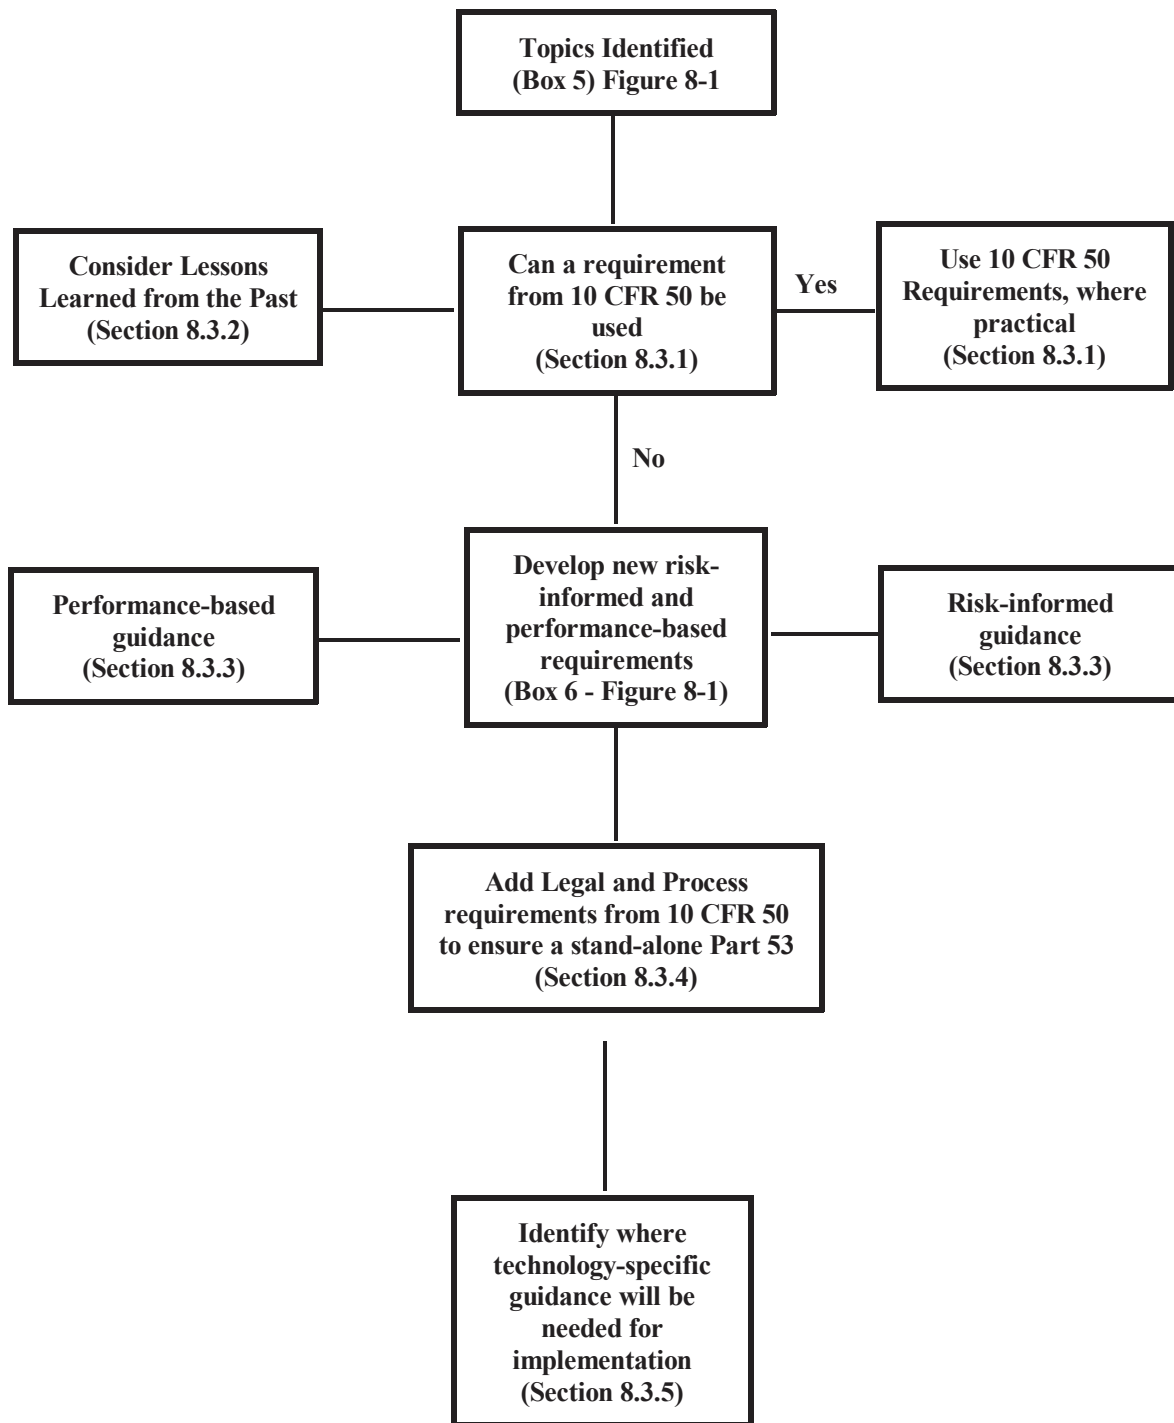 Topics Identified
(Box 5) Figure 8-1
Consider Lessons
Learned from the Past
(Section 8.3.2)
Can a requirement
from 10 CFR 50 be
used
(Section 8.3.1)
Yes
Use 10 CFR 50
Requirements, where
practical
(Section 8.3.1)
No
Performance-based
guidance
(Section 8.3.3)
Develop new risk-
informed and
performance-based
requirements
(Box 6 - Figure 8-1)
Risk-informed
guidance
(Section 8.3.3)
Add Legal and Process
requirements from 10 CFR 50
to ensure a stand-alone Part 53
(Section 8.3.4)
Identify where
technology-specific
guidance will be
needed for
implementation
(Section 8.3.5)